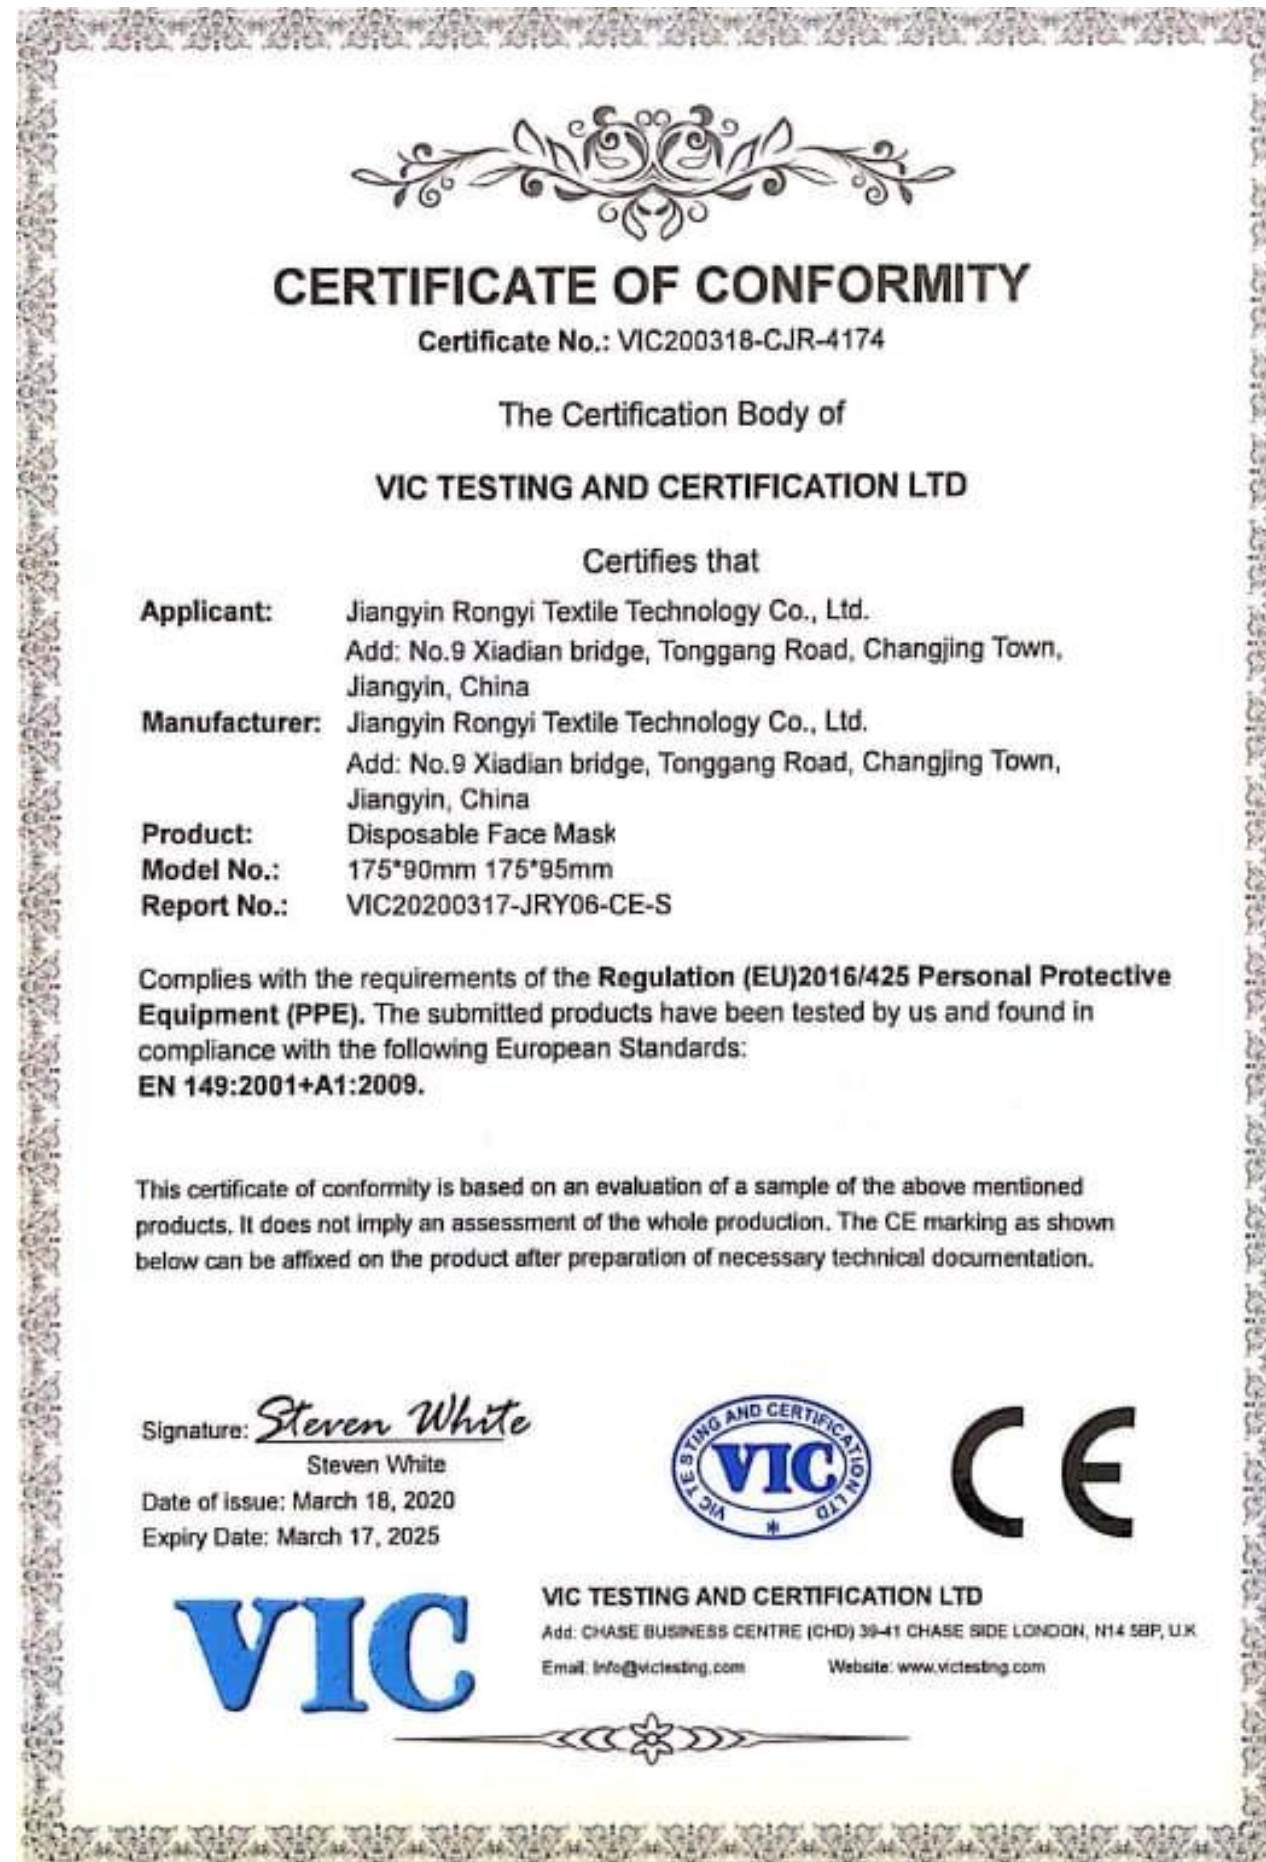 CERTIFICATE OF CONFORMITY
Certificate No.: VIC200318-CJR-4174
The Certification Body of
VIC TESTING AND CERTIFICATION LTD
Certifies that
Applicant: Jiangyin Rongyi Textile Technology Co., Ltd.
Add: No.9 Xiadian bridge, Tonggang Road, Changjing Town,
Jiangyin, China
Manufacturer: Jiangyin Rongyi Textile Technology Co., Ltd.
Add: No.9 Xiadian bridge, Tonggang Road, Changjing Town,
Jiangyin, China
Product: Disposable Face Mask
Model No.: 175*90mm 175*95mm
Report No.: VIC20200317-JRY06-CE-S
Complies with the requirements of the Regulation (EU)2016/425 Personal Protective
Equipment (PPE). The submitted products have been tested by us and found in
compliance with the following European Standards:
EN 149:2001+A1:2009.
This certificate of conformity is based on an evaluation of a sample of the above mentioned
products. It does not imply an assessment of the whole production. The CE marking as shown
below can be affixed on the product after preparation of necessary technical documentation.
Signature: Steven White
Steven White
Date of issue: March 18, 2020
Expiry Date: March 17, 2025
VIC TESTING AND CERTIFICATION LTD
VIC
*
CE
VIC
VIC TESTING AND CERTIFICATION LTD
Add: CHASE BUSINESS CENTRE (CHD) 39-41 CHASE SIDE LONDON, N14 5BP, U.K
Email: Info@victesting.com Website: www.victesting.com